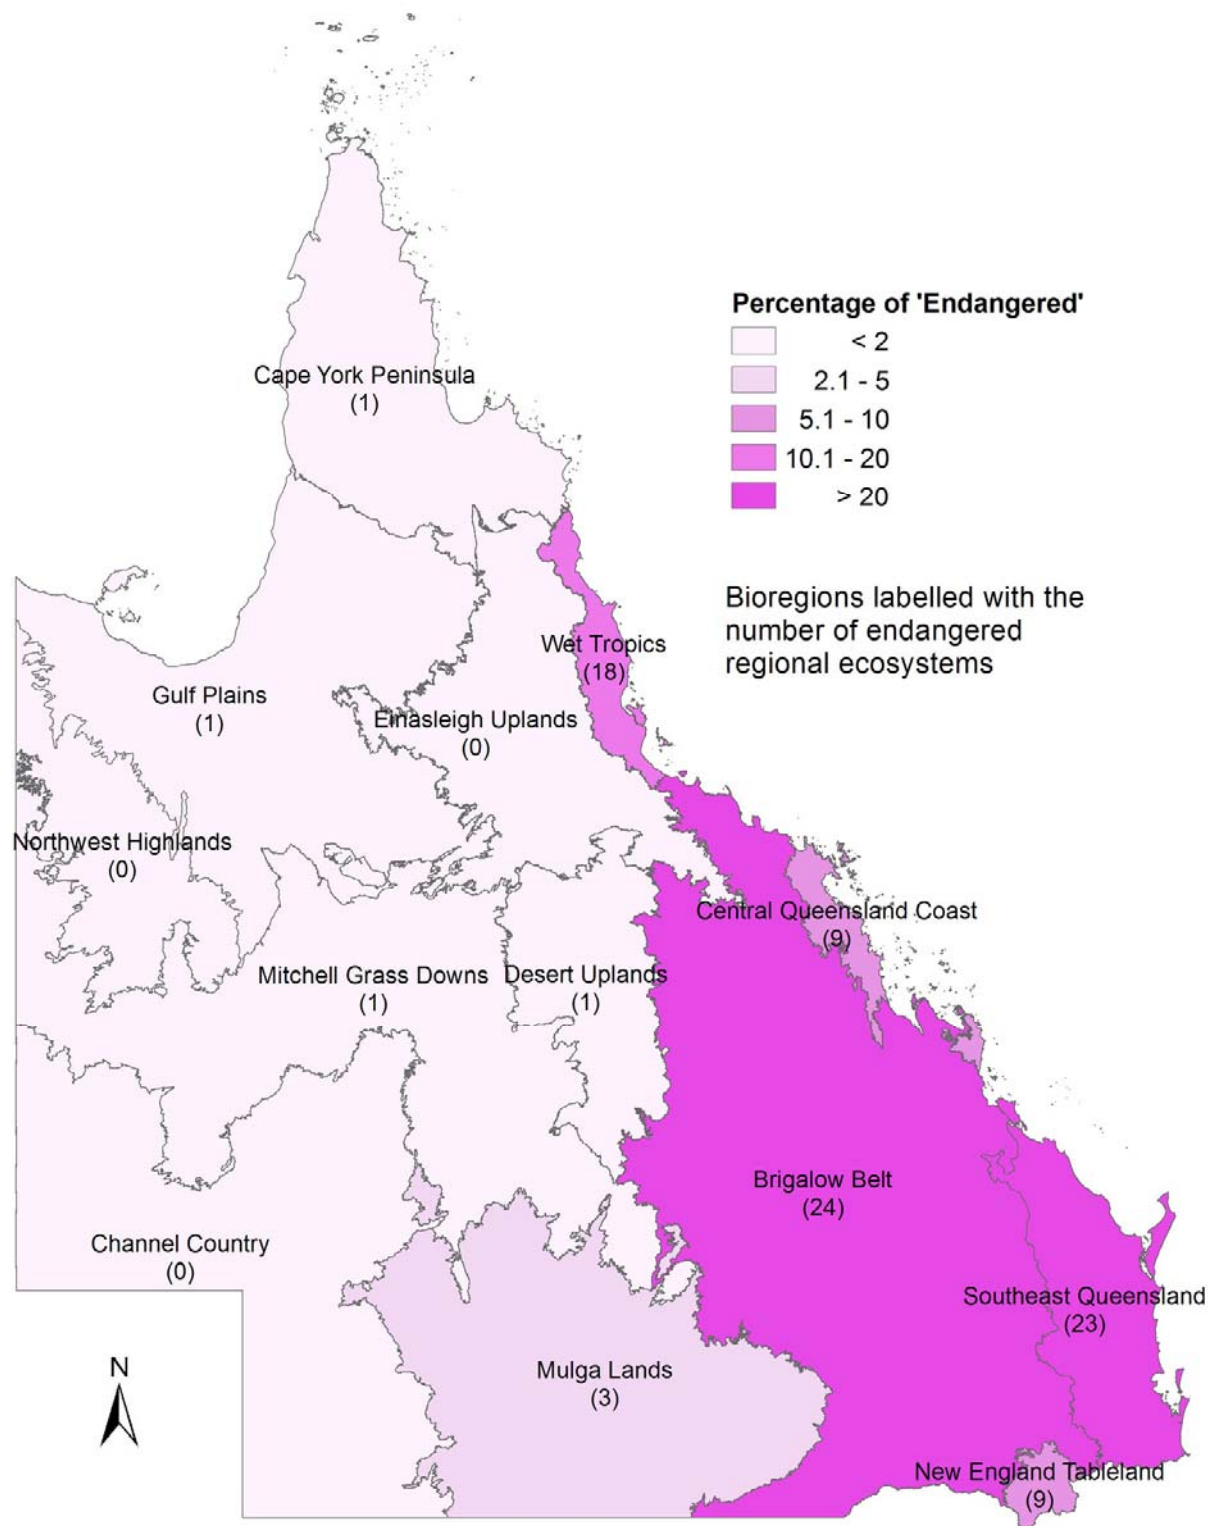 Percentage of 'Endangered'
< 2
2.1 - 5
5.1 - 10
10.1 - 20
> 20
Bioregions labelled with the
number of endangered
regional ecosystems
Cape York Peninsula
(1)
Wet Tropics
(18)
Gulf Plains
(1)
Einasleigh Uplands
(0)
Northwest Highlands
(0)
Central Queensland Coast
(9)
Mitchell Grass Downs
(1)
Desert Uplands
(1)
Brigalow Belt
(24)
Channel Country
(0)
Southeast Queensland
(23)
Mulga Lands
(3)
N
New England Tableland
(9)